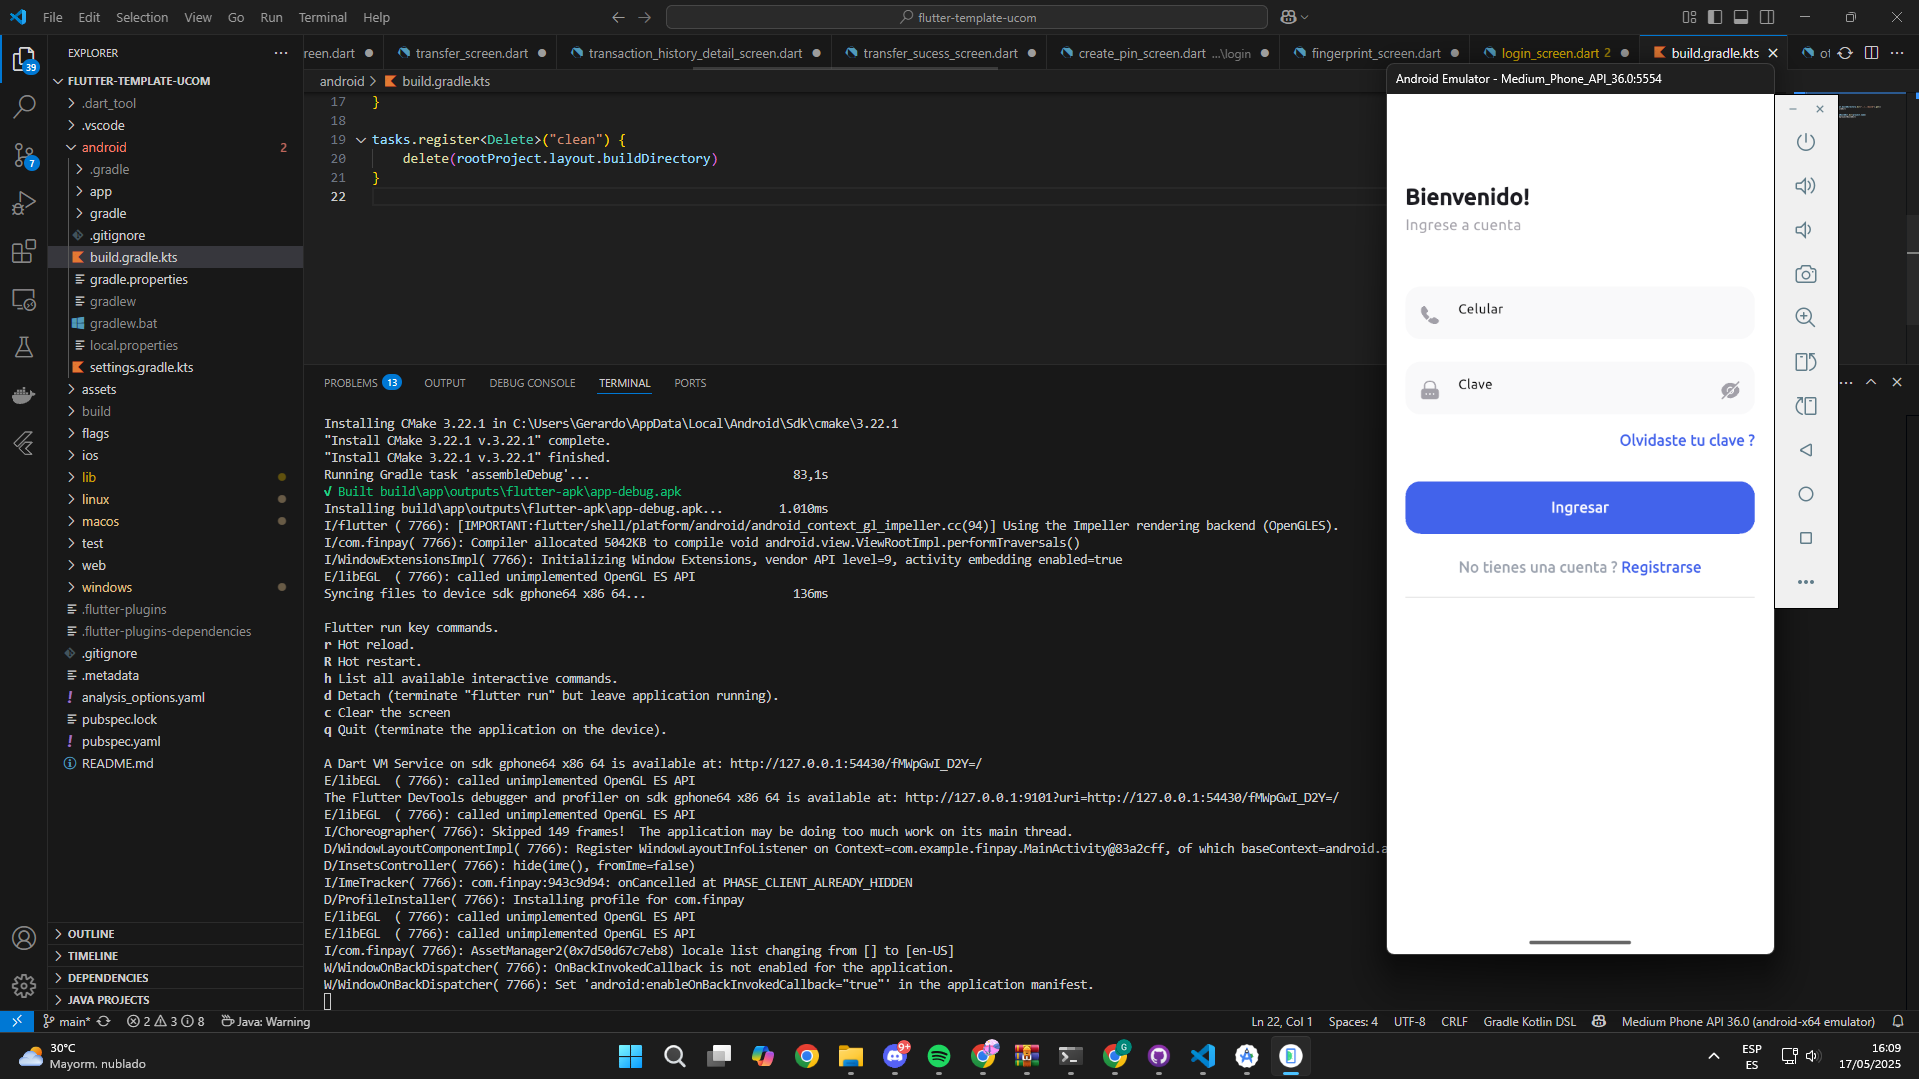 File Edit Selection View Go Run Terminal Help
flutter-template-ucom
EXPLORER
39
7
FLUTTER-TEMPLATE-UCOM
.dart_tool
.vscode
android 2
.gradle
app
gradle
.gitignore
build.gradle.kts
gradle.properties
gradlew
gradlew.bat
local.properties
settings.gradle.kts
assets
build
flags
ios
lib
linux
macos
test
web
windows
.flutter-plugins
.flutter-plugins-dependencies
.gitignore
.metadata
analysis_options.yaml
pubspec.lock
pubspec.yaml
README.md
OUTLINE
TIMELINE
DEPENDENCIES
JAVA PROJECTS
reen.dart transfer_screen.dart transaction_history_detail_screen.dart transfer_sucess_screen.dart create_pin_screen.dart ...\login fingerprint_screen.dart login_screen.dart 2 build.gradle.kts ot
android > build.gradle.kts
17 }
18
19 tasks.register<Delete>("clean") {
20 delete(rootProject.layout.buildDirectory)
21 }
22
PROBLEMS 13 OUTPUT DEBUG CONSOLE TERMINAL PORTS
Installing CMake 3.22.1 in C:\Users\Gerardo\AppData\Local\Android\Sdk\cmake\3.22.1
"Install CMake 3.22.1 v.3.22.1" complete.
"Install CMake 3.22.1 v.3.22.1" finished.
Running Gradle task 'assembleDebug'... 83,1s
√ Built build\app\outputs\flutter-apk\app-debug.apk
Installing build\app\outputs\flutter-apk\app-debug.apk... 1.010ms
I/flutter ( 7766): [IMPORTANT:flutter/shell/platform/android/android_context_gl_impeller.cc(94)] Using the Impeller rendering backend (OpenGLES).
I/com.finpay( 7766): Compiler allocated 5042KB to compile void android.view.ViewRootImpl.performTraversals()
I/WindowExtensionsImpl( 7766): Initializing Window Extensions, vendor API level=9, activity embedding enabled=true
E/libEGL ( 7766): called unimplemented OpenGL ES API
Syncing files to device sdk gphone64 x86 64... 136ms
Flutter run key commands.
r Hot reload.
R Hot restart.
h List all available interactive commands.
d Detach (terminate "flutter run" but leave application running).
c Clear the screen
q Quit (terminate the application on the device).
A Dart VM Service on sdk gphone64 x86 64 is available at: http://127.0.0.1:54430/fMWpGwI_D2Y=/
E/libEGL ( 7766): called unimplemented OpenGL ES API
The Flutter DevTools debugger and profiler on sdk gphone64 x86 64 is available at: http://127.0.0.1:9101?uri=http://127.0.0.1:54430/fMWpGwI_D2Y=/
E/libEGL ( 7766): called unimplemented OpenGL ES API
I/Choreographer( 7766): Skipped 149 frames! The application may be doing too much work on its main thread.
D/WindowLayoutComponentImpl( 7766): Register WindowLayoutInfoListener on Context=com.example.finpay.MainActivity@83a2cff, of which baseContext=android.a
D/InsetsController( 7766): hide(ime(), fromIme=false)
I/ImeTracker( 7766): com.finpay:943c9d94: onCancelled at PHASE_CLIENT_ALREADY_HIDDEN
D/ProfileInstaller( 7766): Installing profile for com.finpay
E/libEGL ( 7766): called unimplemented OpenGL ES API
E/libEGL ( 7766): called unimplemented OpenGL ES API
I/com.finpay( 7766): AssetManager2(0x7d50d67c7eb8) locale list changing from [] to [en-US]
W/WindowOnBackDispatcher( 7766): OnBackInvokedCallback is not enabled for the application.
W/WindowOnBackDispatcher( 7766): Set 'android:enableOnBackInvokedCallback="true"' in the application manifest.
Android Emulator - Medium_Phone_API_36.0:5554
Bienvenido!
Ingrese a cuenta
Celular
Clave
Olvidaste tu clave ?
Ingresar
No tienes una cuenta ? Registrarse
main* 2 3 8 Java: Warning Ln 22, Col 1 Spaces: 4 UTF-8 CRLF Gradle Kotlin DSL Medium Phone API 36.0 (android-x64 emulator)
30°C
Mayorm. nublado
9+
G
ESP
ES
16:09
17/05/2025